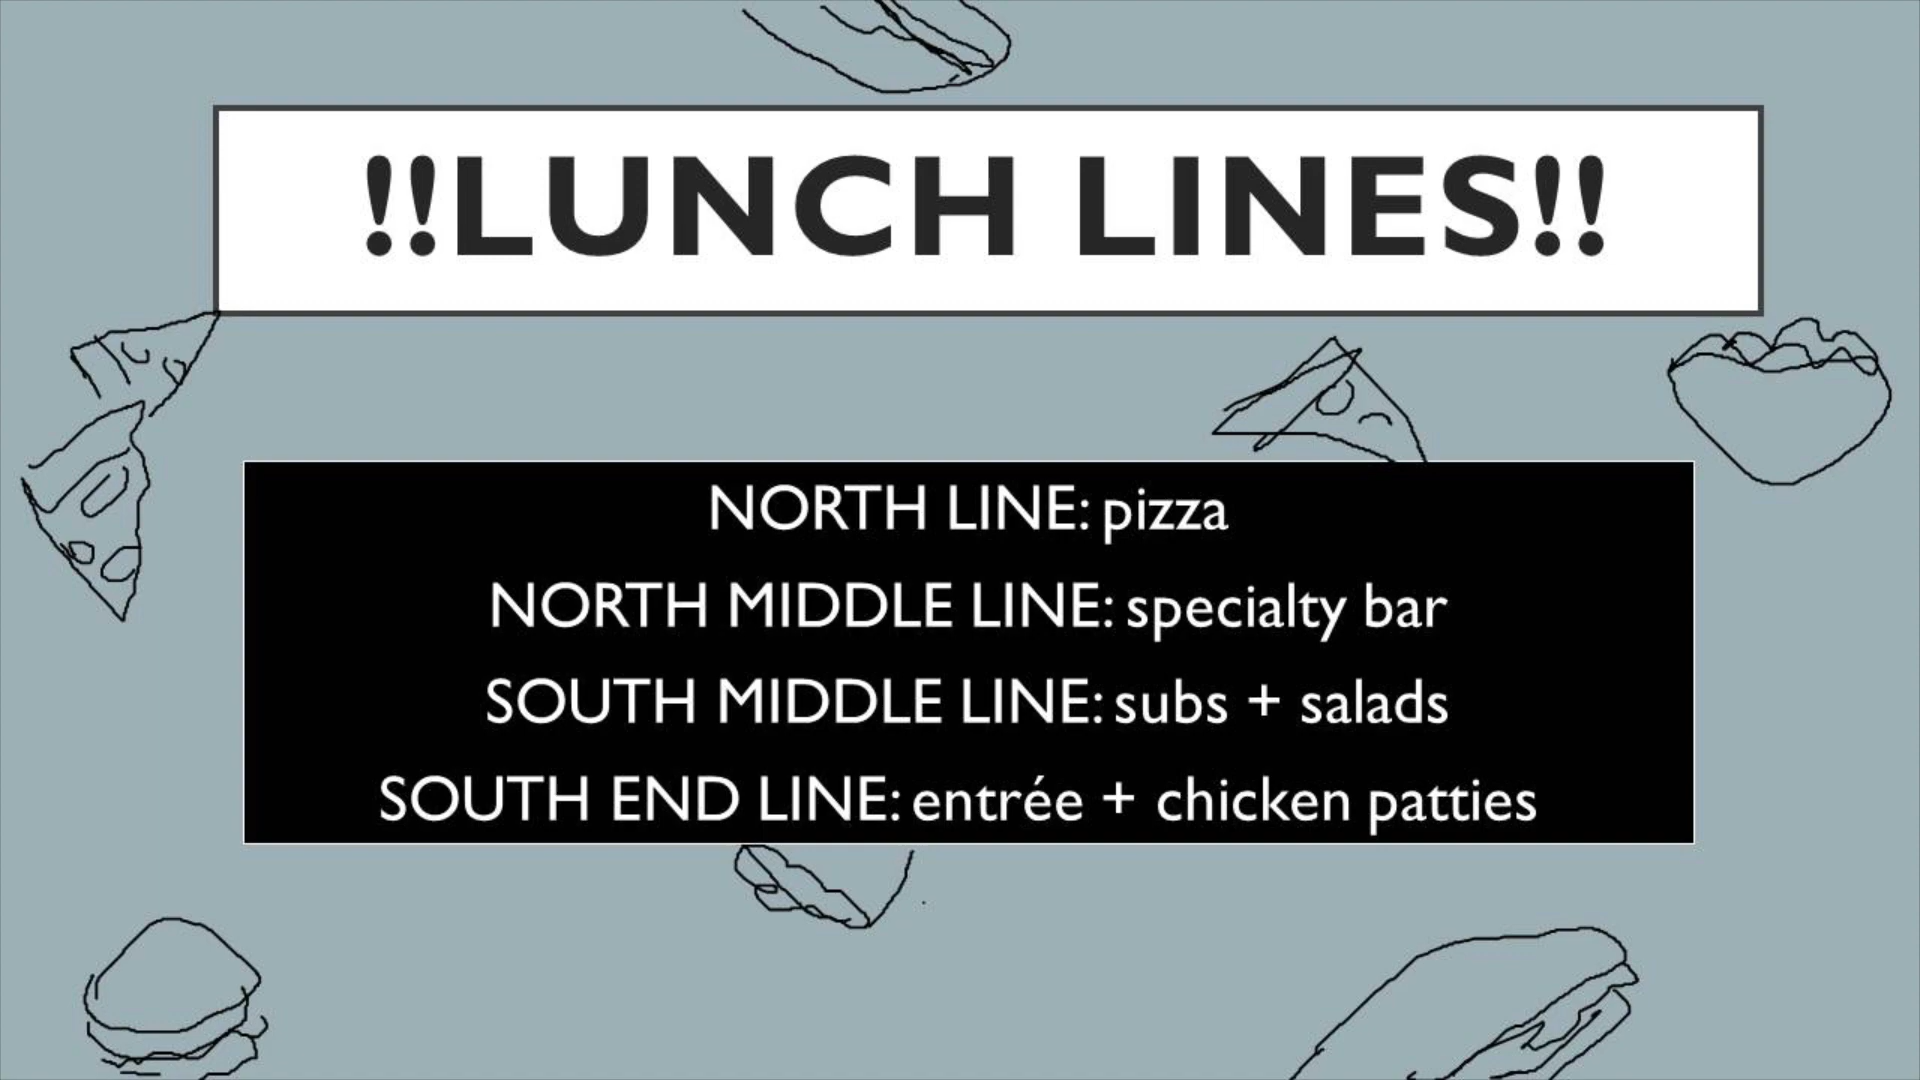 !!LUNCH LINES!!
NORTH LINE: pizza
NORTH MIDDLE LINE: specialty bar
SOUTH MIDDLE LINE: subs + salads
SOUTH END LINE: entrée + chicken patties